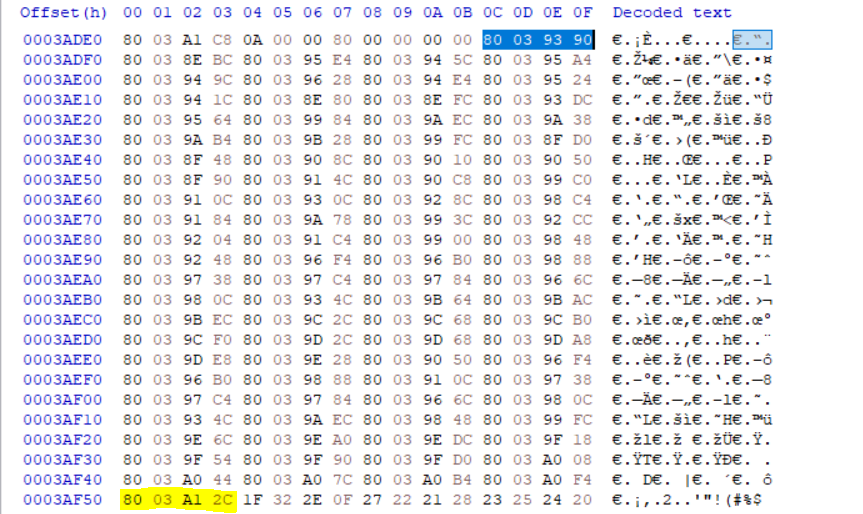 Offset(h) 00 01 02 03 04 05 06 07 08 09 0A 0B 0C 0D 0E 0F Decoded text
0003ADE0 80 03 A1 C8 0A 00 00 80 00 00 00 00 80 03 93 90 €.¡È...€....€.“.
0003ADF0 80 03 8E BC 80 03 95 E4 80 03 94 5C 80 03 95 A4 €.Ž¼€.•ä€.”\€.•¤
0003AE00 80 03 94 9C 80 03 96 28 80 03 94 E4 80 03 95 24 €.”œ€.–(€.”ä€.•$
0003AE10 80 03 94 1C 80 03 8E 80 80 03 8E FC 80 03 93 DC €.”.€.Ž€€.Žü€.“Ü
0003AE20 80 03 95 64 80 03 99 84 80 03 9A EC 80 03 9A 38 €.•d€.™„€.šì€.š8
0003AE30 80 03 9A B4 80 03 9B 28 80 03 99 FC 80 03 8F D0 €.š´€.›(€.™ü€..Ð
0003AE40 80 03 8F 48 80 03 90 8C 80 03 90 10 80 03 90 50 €..H€..Œ€...€..P
0003AE50 80 03 8F 90 80 03 91 4C 80 03 90 C8 80 03 99 C0 €...€.‘L€..È€.™À
0003AE60 80 03 91 0C 80 03 93 0C 80 03 92 8C 80 03 98 C4 €.‘.€.“.€.’Œ€.˜Ä
0003AE70 80 03 91 84 80 03 9A 78 80 03 99 3C 80 03 92 CC €.‘„€.šx€.™<€.’Ì
0003AE80 80 03 92 04 80 03 91 C4 80 03 99 00 80 03 98 48 €.’.€.‘Ä€.™.€.˜H
0003AE90 80 03 92 48 80 03 96 F4 80 03 96 B0 80 03 98 88 €.’H€.–ô€.–°€.˜ˆ
0003AEA0 80 03 97 38 80 03 97 C4 80 03 97 84 80 03 96 6C €.—8€.—Ä€.—„€.–l
0003AEB0 80 03 98 0C 80 03 93 4C 80 03 9B 64 80 03 9B AC €.˜.€.“L€.›d€.›¬
0003AEC0 80 03 9B EC 80 03 9C 2C 80 03 9C 68 80 03 9C B0 €.›ì€.œ,€.œh€.œ°
0003AED0 80 03 9C F0 80 03 9D 2C 80 03 9D 68 80 03 9D A8 €.œð€..,€..h€..¨
0003AEE0 80 03 9D E8 80 03 9E 28 80 03 90 50 80 03 96 F4 €..è€.ž(€..P€.–ô
0003AEF0 80 03 96 B0 80 03 98 88 80 03 91 0C 80 03 97 38 €.–°€.˜ˆ€.‘.€.—8
0003AF00 80 03 97 C4 80 03 97 84 80 03 96 6C 80 03 98 0C €.—Ä€.—„€.–l€.˜.
0003AF10 80 03 93 4C 80 03 9A EC 80 03 98 48 80 03 99 FC €.“L€.šì€.˜H€.™ü
0003AF20 80 03 9E 6C 80 03 9E A0 80 03 9E DC 80 03 9F 18 €.žl€.ž €.žÜ€.Ÿ.
0003AF30 80 03 9F 54 80 03 9F 90 80 03 9F D0 80 03 A0 08 €.ŸT€.Ÿ.€.ŸÐ€. .
0003AF40 80 03 A0 44 80 03 A0 7C 80 03 A0 B4 80 03 A0 F4 €. D€. |€. ´€. ô
0003AF50 80 03 A1 2C 1F 32 2E 0F 27 22 21 28 23 25 24 20 €.¡,.2..'"!(#%$